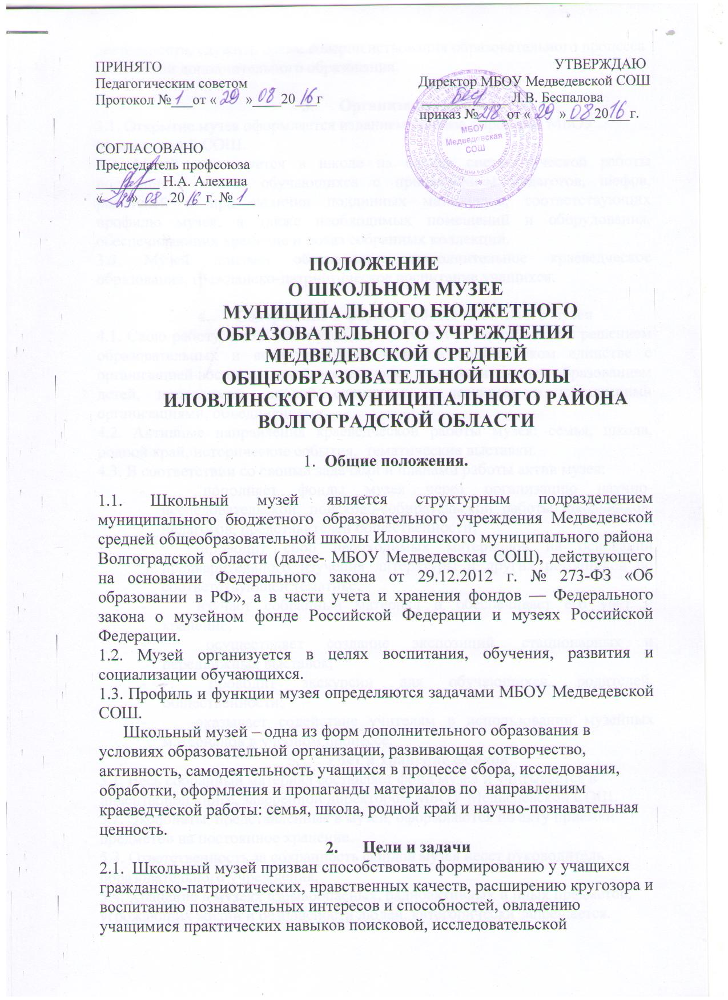 ПРИНЯТО
Педагогическим советом
Протокол № 1 от « 29 » 08 20 16 г
УТВЕРЖДАЮ
Директор МБОУ Медведевской СОШ
Л.В. Беспалова
приказ № 218 от « 29 » 08 20 16 г.
МБОУ
Медведевская
СОШ
СОГЛАСОВАНО
Председатель профсоюза
Н.А. Алехина
« 29 » 08 20 16 г. № 1
ПОЛОЖЕНИЕ
О ШКОЛЬНОМ МУЗЕЕ
МУНИЦИПАЛЬНОГО БЮДЖЕТНОГО
ОБРАЗОВАТЕЛЬНОГО УЧРЕЖДЕНИЯ
МЕДВЕДЕВСКОЙ СРЕДНЕЙ
ОБЩЕОБРАЗОВАТЕЛЬНОЙ ШКОЛЫ
ИЛОВЛИНСКОГО МУНИЦИПАЛЬНОГО РАЙОНА
ВОЛГОГРАДСКОЙ ОБЛАСТИ
1. Общие положения.
1.1. Школьный музей является структурным подразделением
муниципального бюджетного образовательного учреждения Медведевской
средней общеобразовательной школы Иловлинского муниципального района
Волгоградской области (далее- МБОУ Медведевская СОШ), действующего
на основании Федерального закона от 29.12.2012 г. № 273-ФЗ «Об
образовании в РФ», а в части учета и хранения фондов — Федерального
закона о музейном фонде Российской Федерации и музеях Российской
Федерации.
1.2. Музей организуется в целях воспитания, обучения, развития и
социализации обучающихся.
1.3. Профиль и функции музея определяются задачами МБОУ Медведевской
СОШ.
Школьный музей – одна из форм дополнительного образования в
условиях образовательной организации, развивающая сотворчество,
активность, самодеятельность учащихся в процессе сбора, исследования,
обработки, оформления и пропаганды материалов по направлениям
краеведческой работы: семья, школа, родной край и научно-познавательная
ценность.
2. Цели и задачи
2.1. Школьный музей призван способствовать формированию у учащихся
гражданско-патриотических, нравственных качеств, расширению кругозора и
воспитанию познавательных интересов и способностей, овладению
учащимися практических навыков поисковой, исследовательской